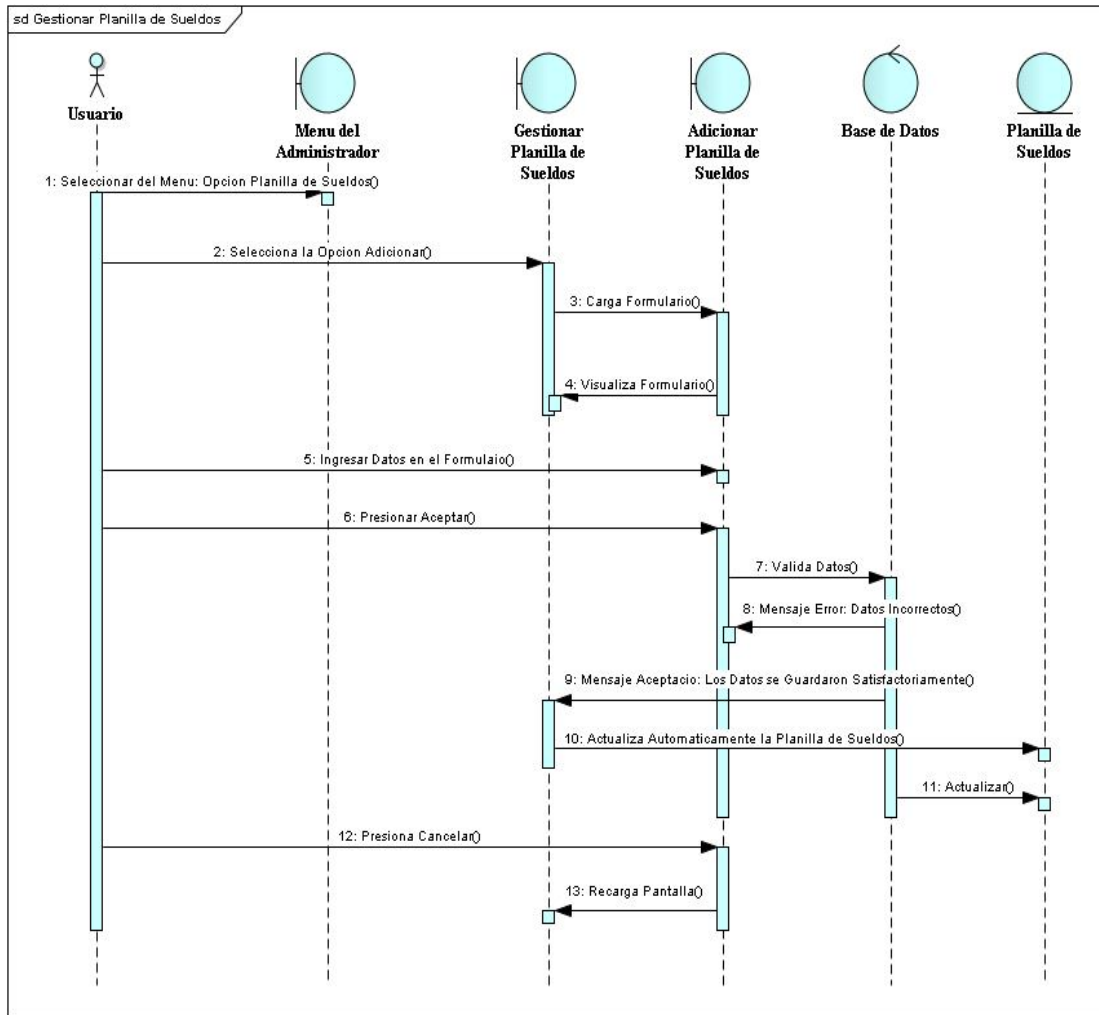 sd Gestionar Planilla de Sueldos
Usuario
Menu del
Administrador
Gestionar
Planilla de
Sueldos
Adicionar
Planilla de
Sueldos
Base de Datos
Planilla de
Sueldos
1: Seleccionar del Menu: Opcion Planilla de Sueldos()
2: Selecciona la Opcion Adicionar()
3: Carga Formulario()
4: Visualiza Formulario()
5: Ingresar Datos en el Formulaio()
6: Presionar Aceptar()
7: Valida Datos()
8: Mensaje Error: Datos Incorrectos()
9: Mensaje Aceptacio: Los Datos se Guardaron Satisfactoriamente()
10: Actualiza Automaticamente la Planilla de Sueldos()
11: Actualizar()
12: Presiona Cancelar()
13: Recarga Pantalla()